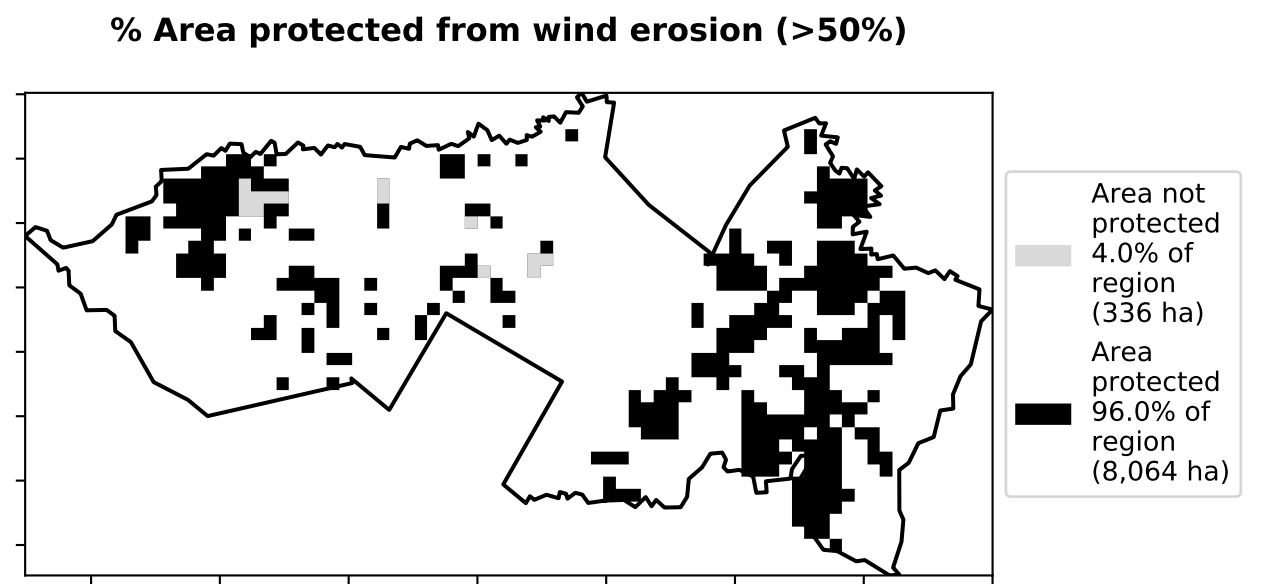 % Area protected from wind erosion (>50%)
Area not
protected
4.0% of
region
(336 ha)
Area
protected
96.0% of
region
(8,064 ha)